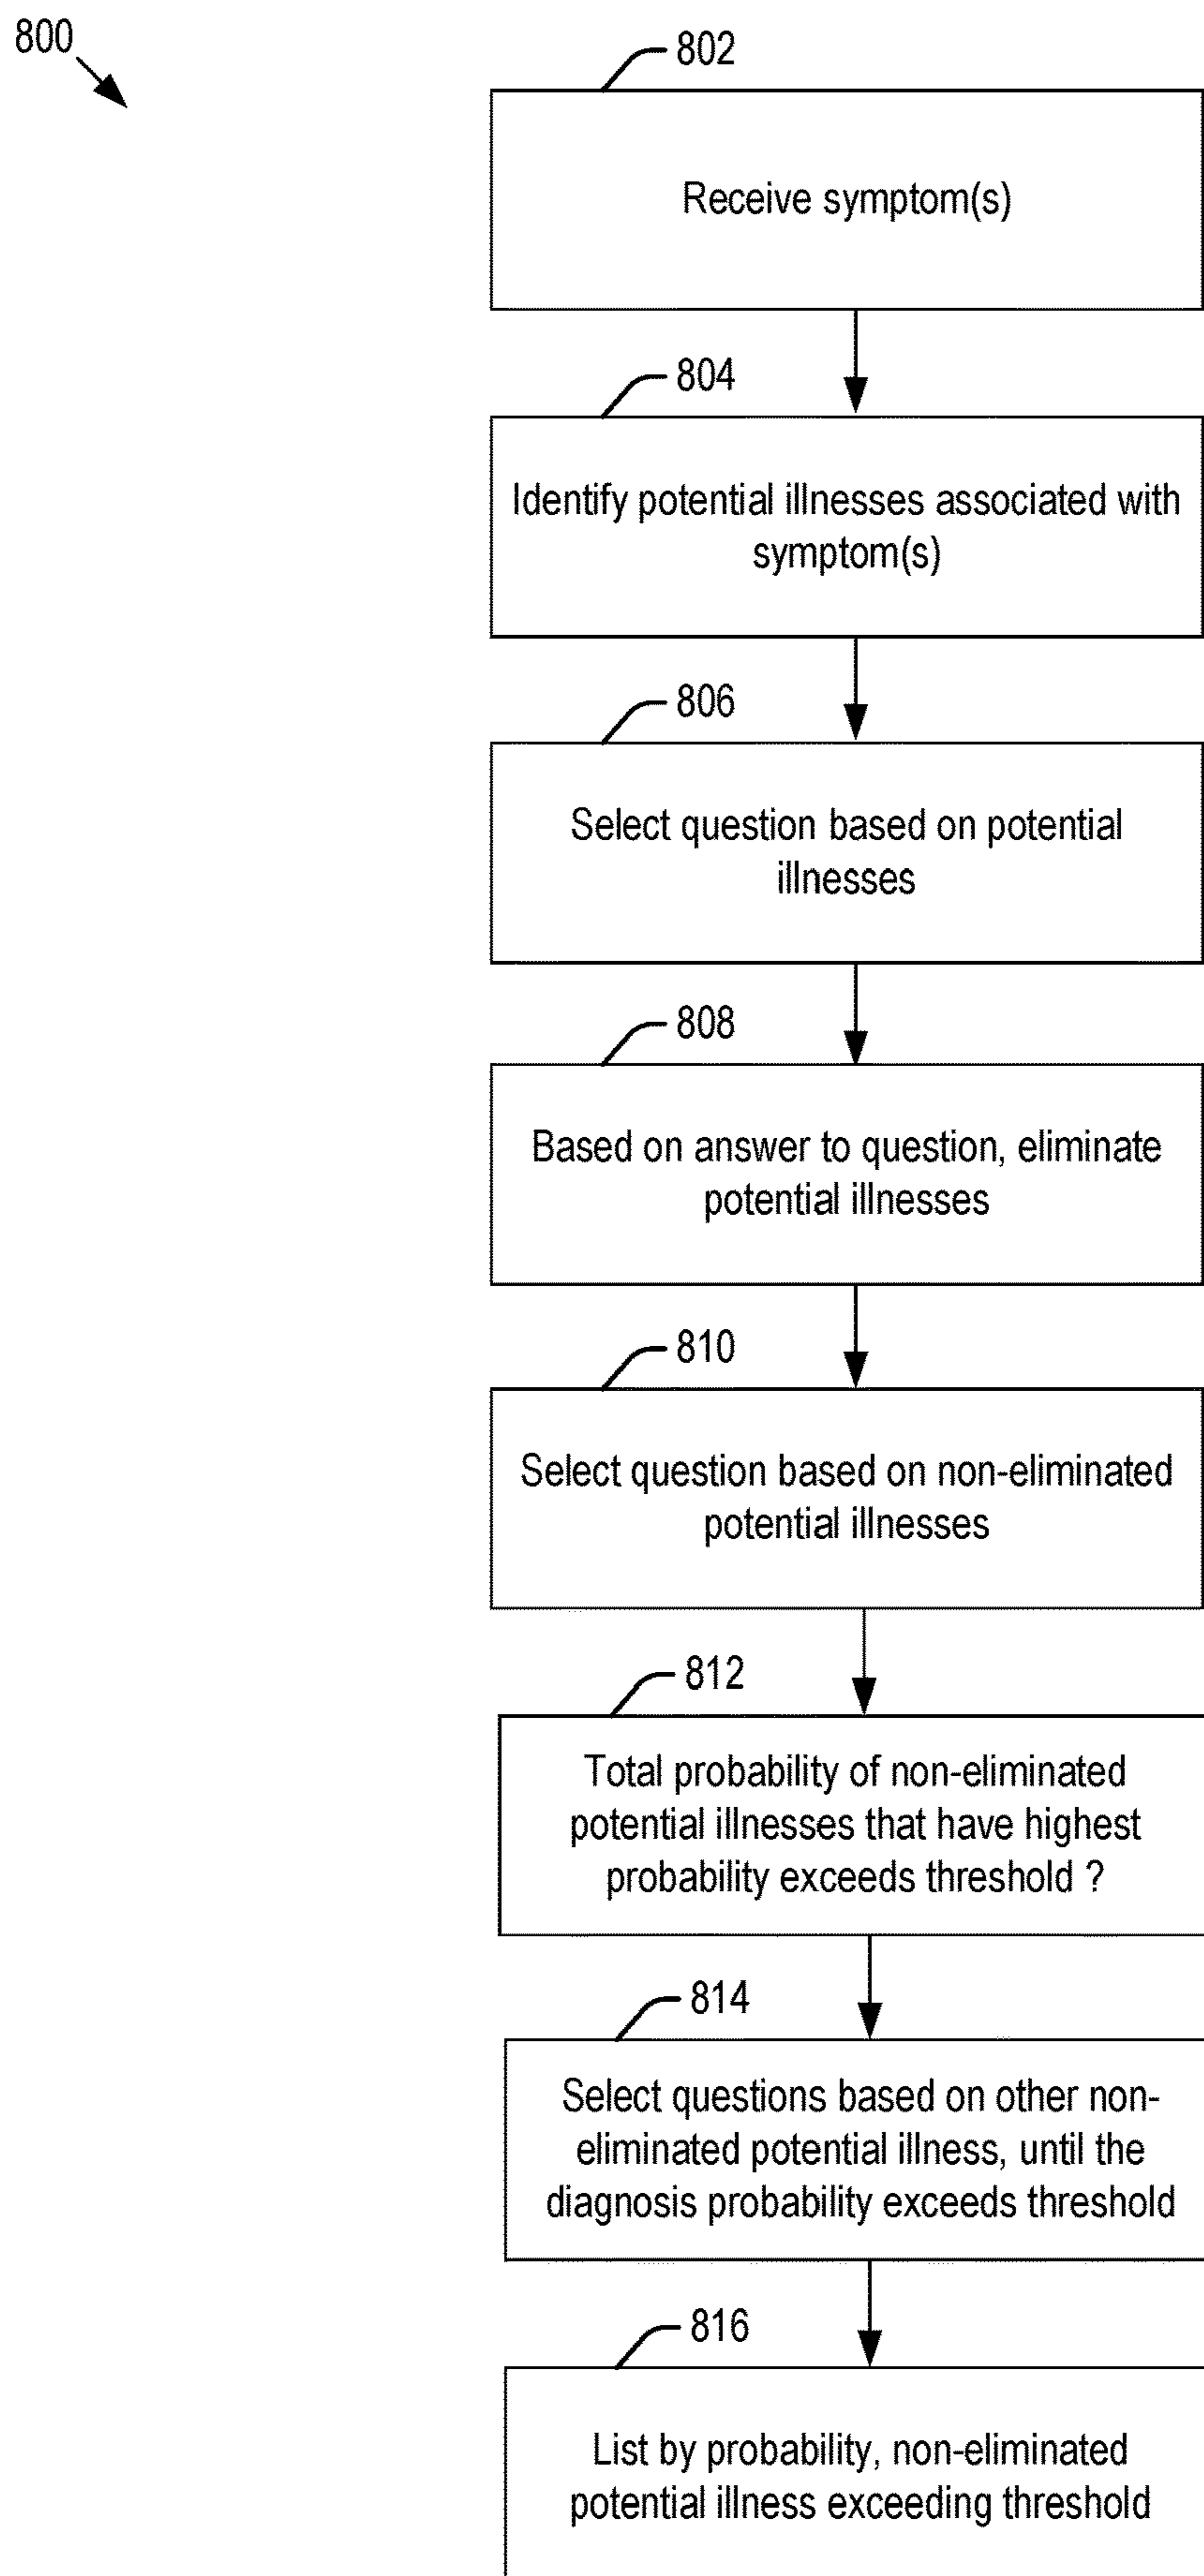 800
802
Receive symptom(s)
804
Identify potential illnesses associated with
symptom(s)
806
Select question based on potential
illnesses
808
Based on answer to question, eliminate
potential illnesses
810
Select question based on non-eliminated
potential illnesses
812
Total probability of non-eliminated
potential illnesses that have highest
probability exceeds threshold ?
814
Select questions based on other non-
eliminated potential illness, until the
diagnosis probability exceeds threshold
816
List by probability, non-eliminated
potential illness exceeding threshold